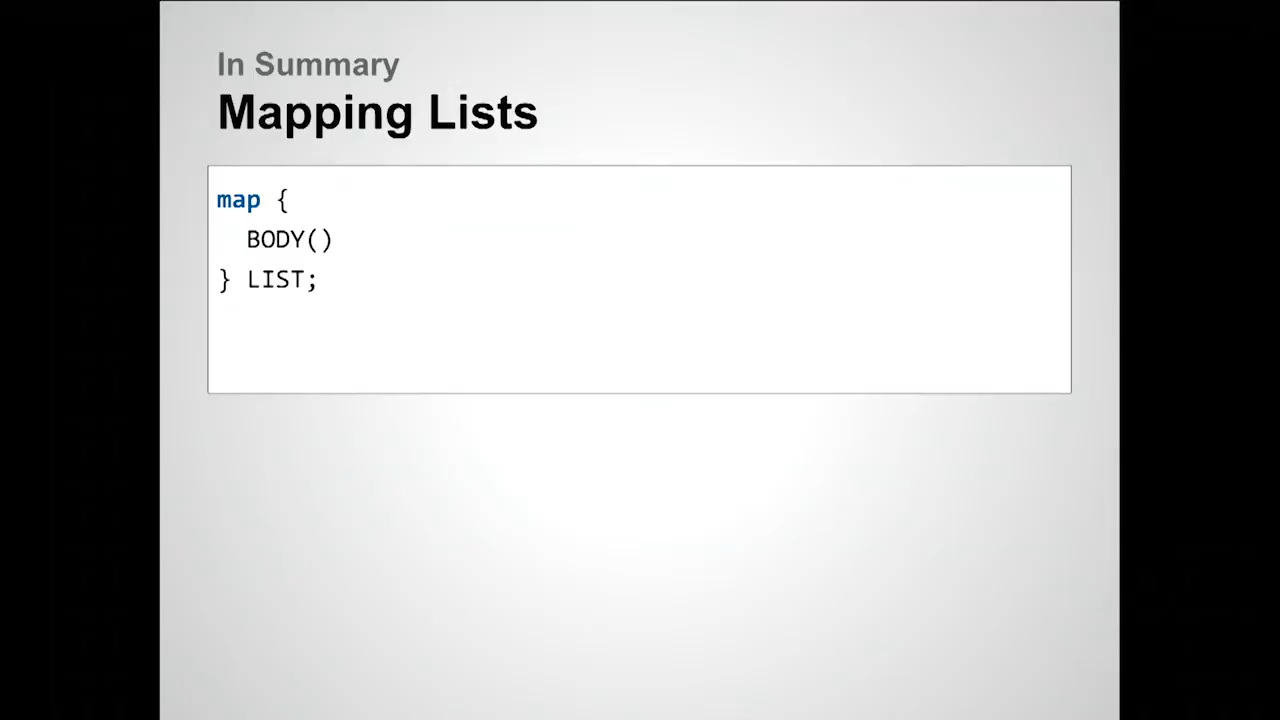 In Summary
Mapping Lists
map {
  BODY()
} LIST;